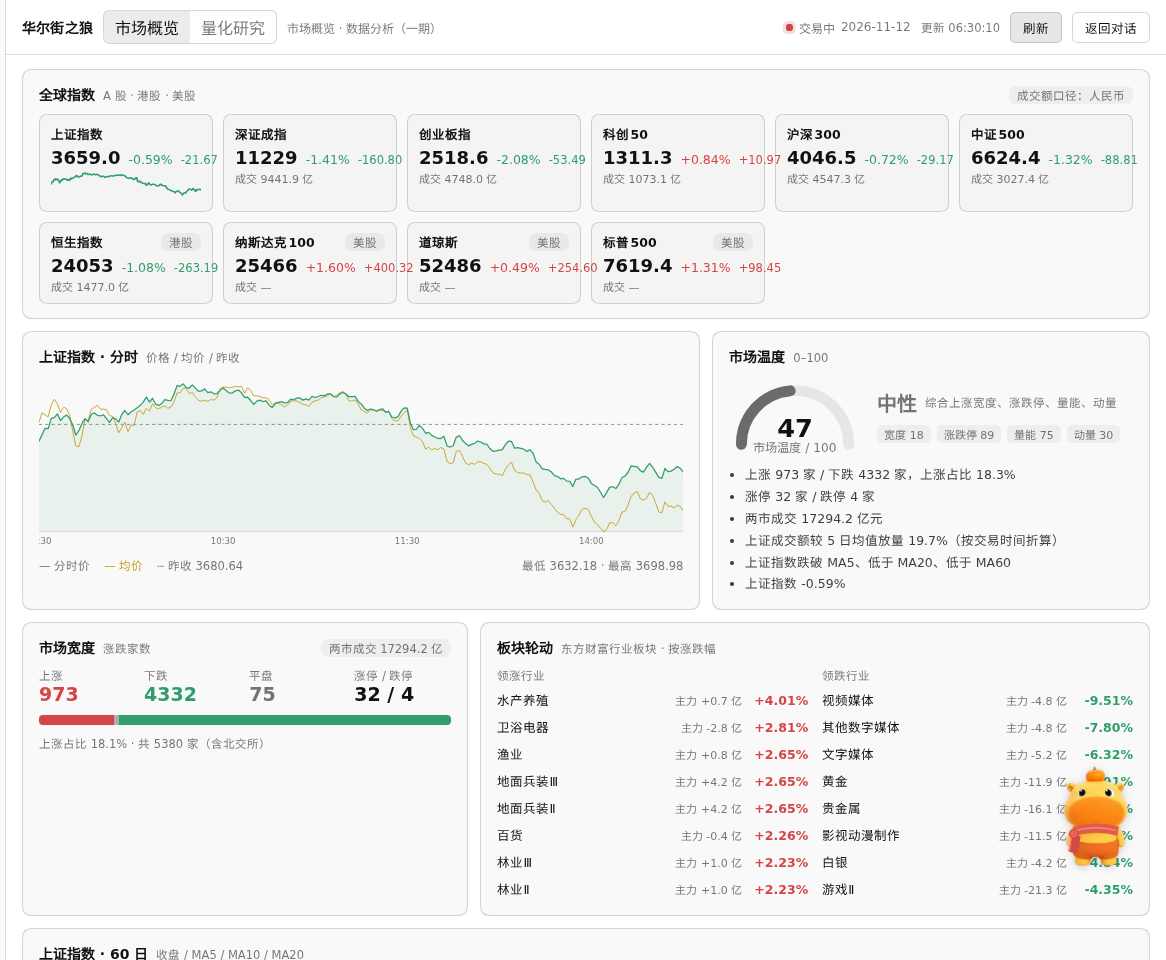 华尔街之狼 市场概览 量化研究 市场概览 · 数据分析（一期） 交易中 2026-11-12 更新 06:30:10 刷新 返回对话
全球指数 A 股 · 港股 · 美股 成交额口径：人民币
上证指数
3659.0 -0.59% -21.67
深证成指
11229 -1.41% -160.80
成交 9441.9 亿
创业板指
2518.6 -2.08% -53.49
成交 4748.0 亿
科创50
1311.3 +0.84% +10.97
成交 1073.1 亿
沪深300
4046.5 -0.72% -29.17
成交 4547.3 亿
中证500
6624.4 -1.32% -88.81
成交 3027.4 亿
恒生指数 港股
24053 -1.08% -263.19
成交 1477.0 亿
纳斯达克100 美股
25466 +1.60% +400.32
成交 —
道琼斯 美股
52486 +0.49% +254.60
成交 —
标普500 美股
7619.4 +1.31% +98.45
成交 —
上证指数 · 分时 价格 / 均价 / 昨收
:30 10:30 11:30 14:00
— 分时价 — 均价 ┄ 昨收 3680.64 最低 3632.18 · 最高 3698.98
市场温度 0–100
47
市场温度 / 100
中性 综合上涨宽度、涨跌停、量能、动量
宽度 18 涨跌停 89 量能 75 动量 30
• 上涨 973 家 / 下跌 4332 家，上涨占比 18.3%
• 涨停 32 家 / 跌停 4 家
• 两市成交 17294.2 亿元
• 上证成交额较 5 日均值放量 19.7%（按交易时间折算）
• 上证指数跌破 MA5、低于 MA20、低于 MA60
• 上证指数 -0.59%
市场宽度 涨跌家数 两市成交 17294.2 亿
上涨 下跌 平盘 涨停 / 跌停
973 4332 75 32 / 4
上涨占比 18.1% · 共 5380 家（含北交所）
板块轮动 东方财富行业板块 · 按涨跌幅
领涨行业
水产养殖 主力 +0.7 亿 +4.01%
卫浴电器 主力 -2.8 亿 +2.81%
渔业 主力 +0.8 亿 +2.65%
地面兵装Ⅲ 主力 +4.2 亿 +2.65%
地面兵装Ⅱ 主力 +4.2 亿 +2.65%
百货 主力 -0.4 亿 +2.26%
林业Ⅲ 主力 +1.0 亿 +2.23%
林业Ⅱ 主力 +1.0 亿 +2.23%
领跌行业
视频媒体 主力 -4.8 亿 -9.51%
其他数字媒体 主力 -4.8 亿 -7.80%
文字媒体 主力 -5.2 亿 -6.32%
黄金 主力 -11.9 亿
贵金属 主力 -16.1 亿
影视动漫制作 主力 -11.5 亿
白银 主力 -4.2 亿
游戏Ⅱ 主力 -21.3 亿 -4.35%
上证指数 · 60 日 收盘 / MA5 / MA10 / MA20